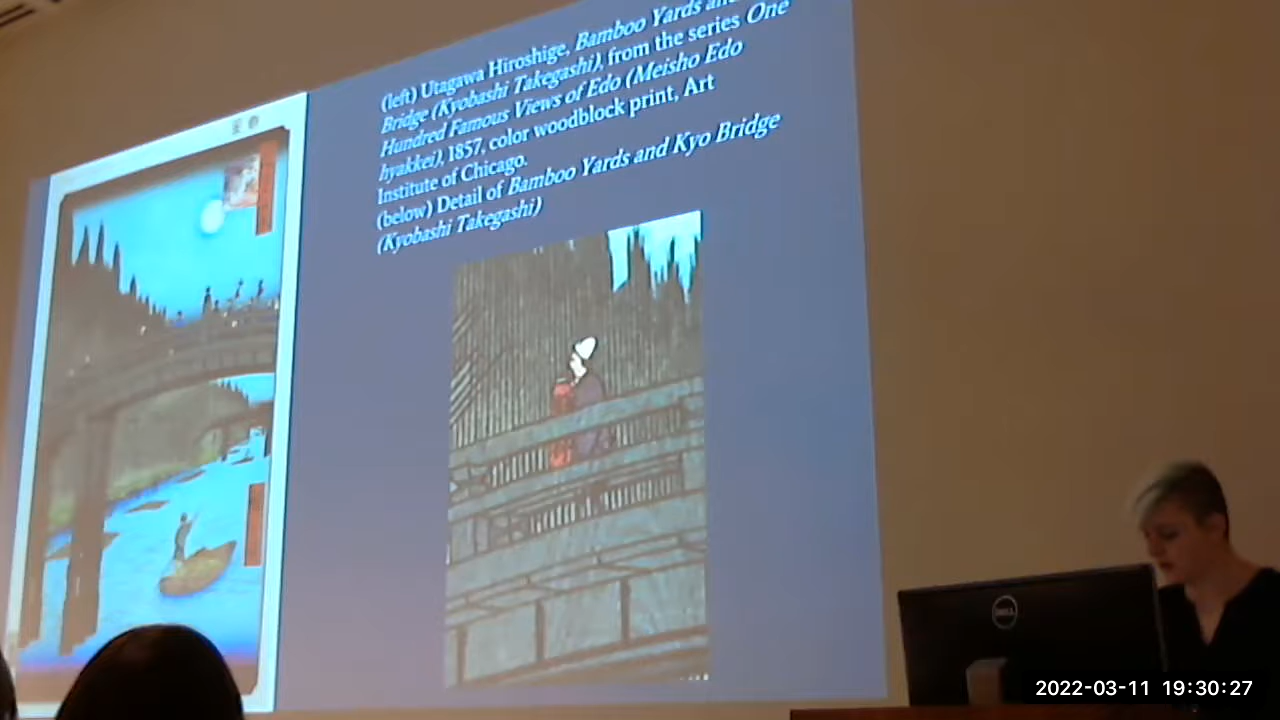 (left) Utagawa Hiroshige, Bamboo Yards and
Bridge (Kyobashi Takegashi), from the series One
Hundred Famous Views of Edo (Meisho Edo
hyakkei), 1857, color woodblock print, Art
Institute of Chicago.
(below) Detail of Bamboo Yards and Kyo Bridge
(Kyobashi Takegashi)
DELL
2022-03-11 19:30:27